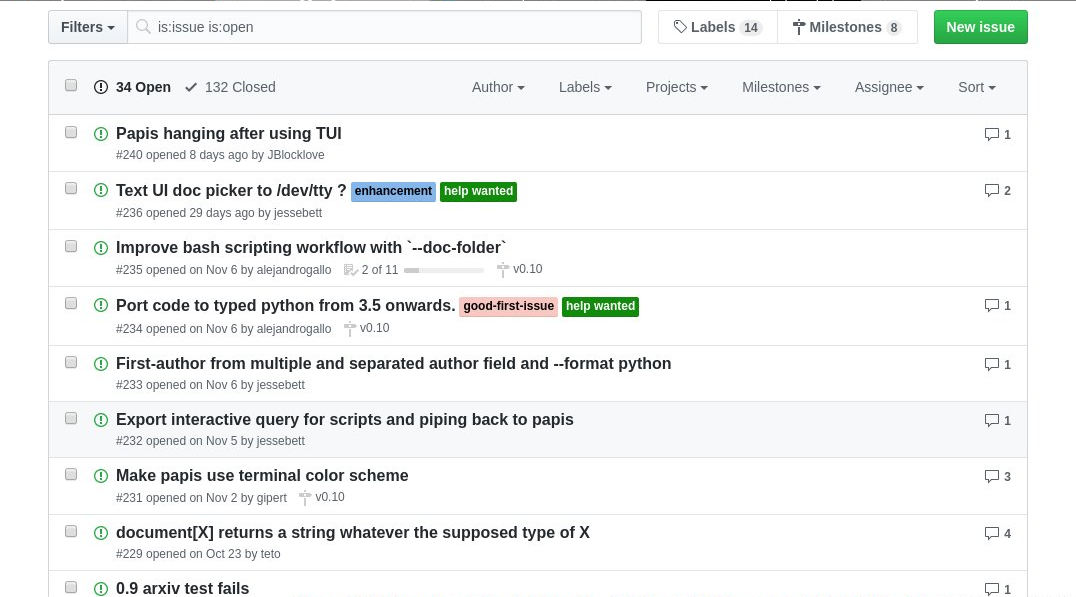 Filters is:issue is:open Labels 14 Milestones 8 New issue
34 Open 132 Closed Author Labels Projects Milestones Assignee Sort
Papis hanging after using TUI 1
#240 opened 8 days ago by JBlocklove
Text UI doc picker to /dev/tty ? enhancement help wanted 2
#236 opened 29 days ago by jessebett
Improve bash scripting workflow with `--doc-folder`
#235 opened on Nov 6 by alejandrogallo 2 of 11 v0.10
Port code to typed python from 3.5 onwards. good-first-issue help wanted 1
#234 opened on Nov 6 by alejandrogallo v0.10
First-author from multiple and separated author field and --format python 1
#233 opened on Nov 6 by jessebett
Export interactive query for scripts and piping back to papis 1
#232 opened on Nov 5 by jessebett
Make papis use terminal color scheme 3
#231 opened on Nov 2 by gipert v0.10
document[X] returns a string whatever the supposed type of X 4
#229 opened on Oct 23 by teto
0.9 arxiv test fails 1